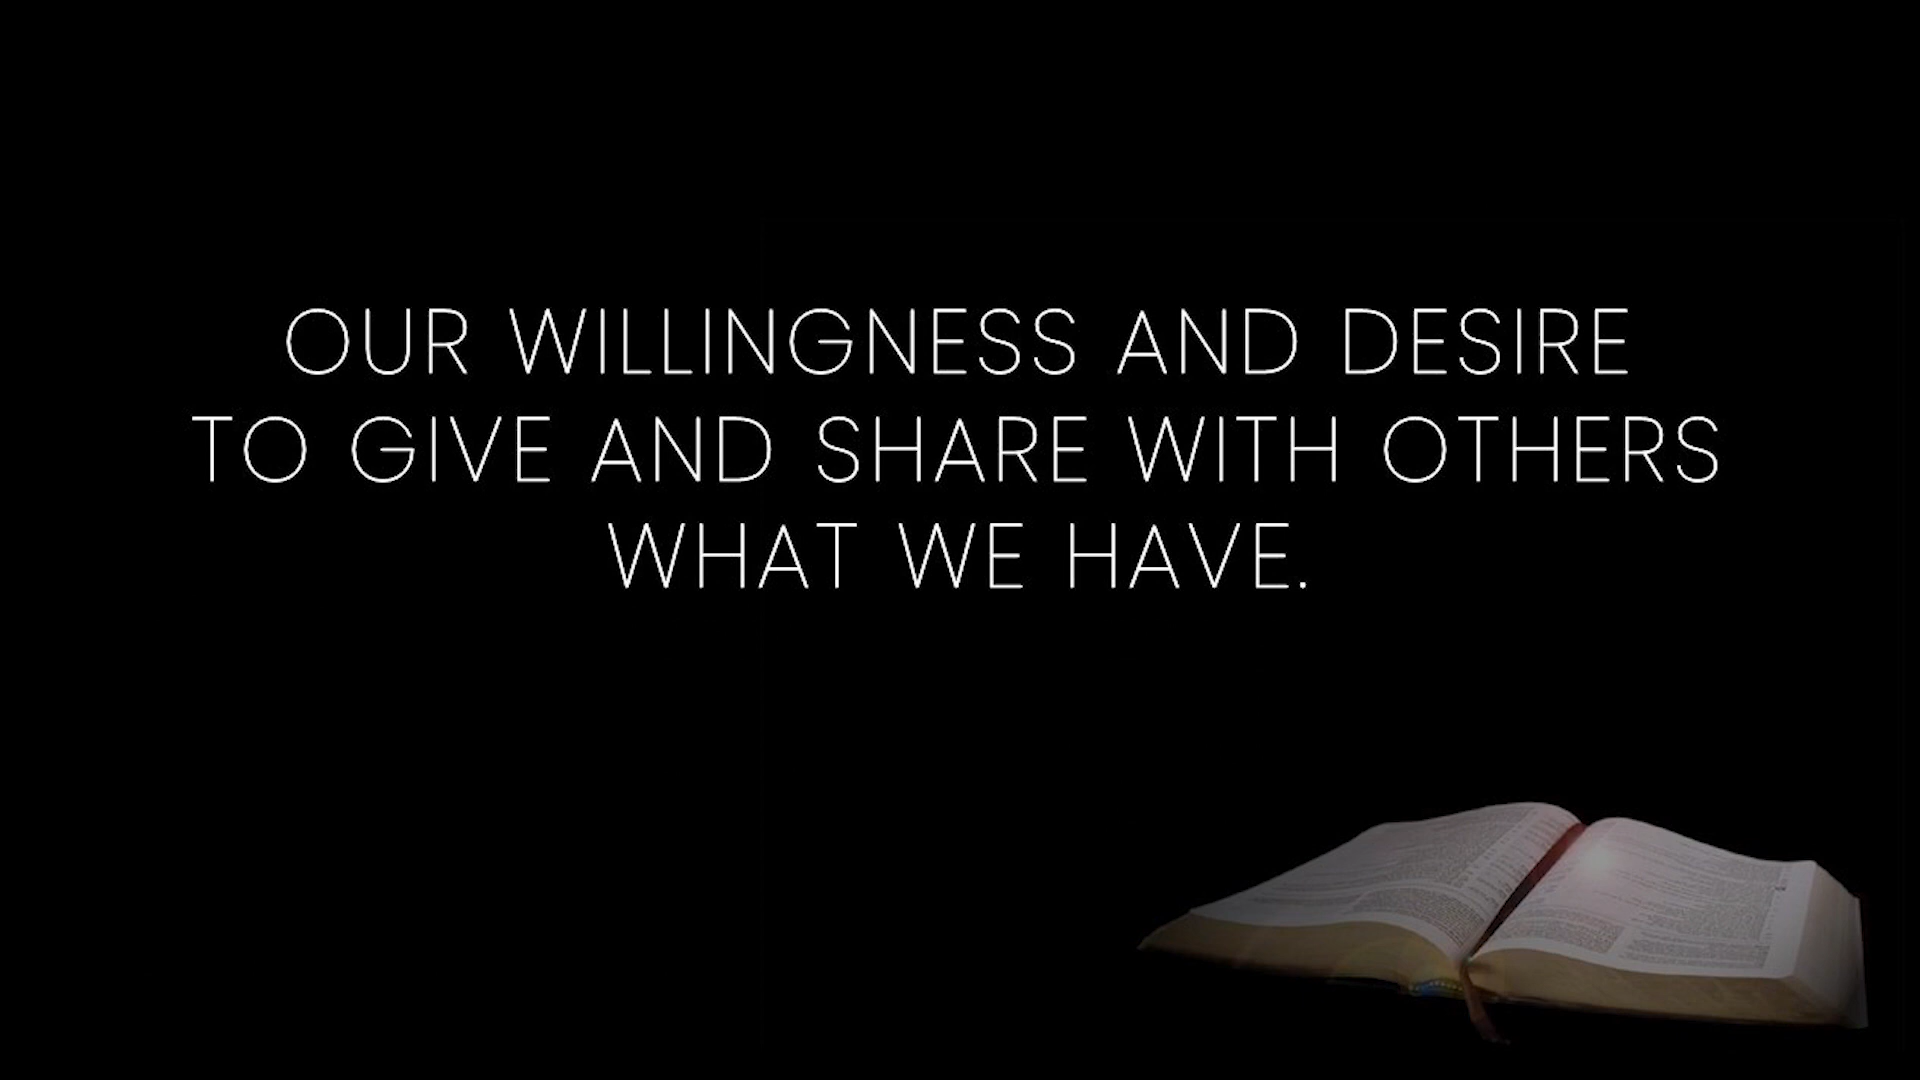 OUR WILLINGNESS AND DESIRE
TO GIVE AND SHARE WITH OTHERS
WHAT WE HAVE.